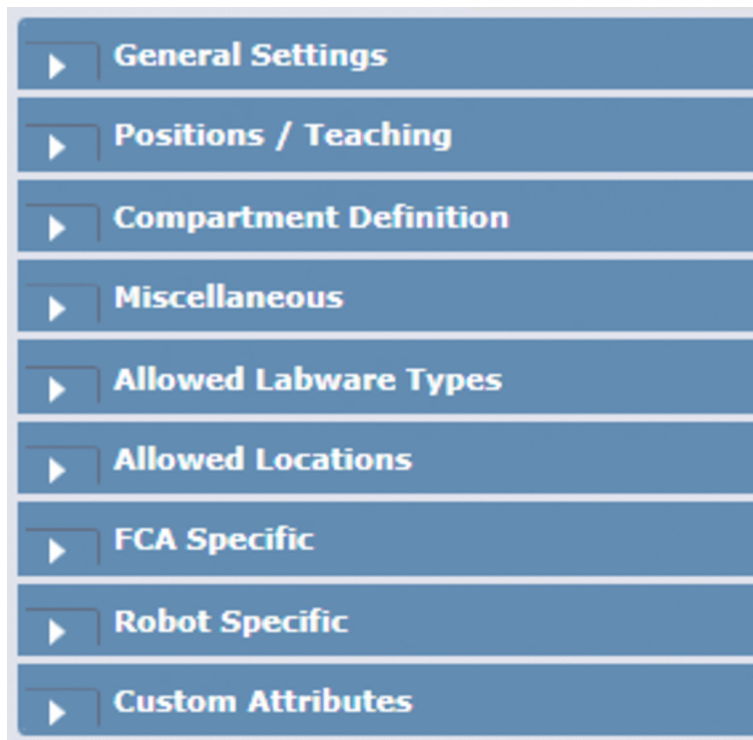 General Settings
Positions / Teaching
Compartment Definition
Miscellaneous
Allowed Labware Types
Allowed Locations
FCA Specific
Robot Specific
Custom Attributes